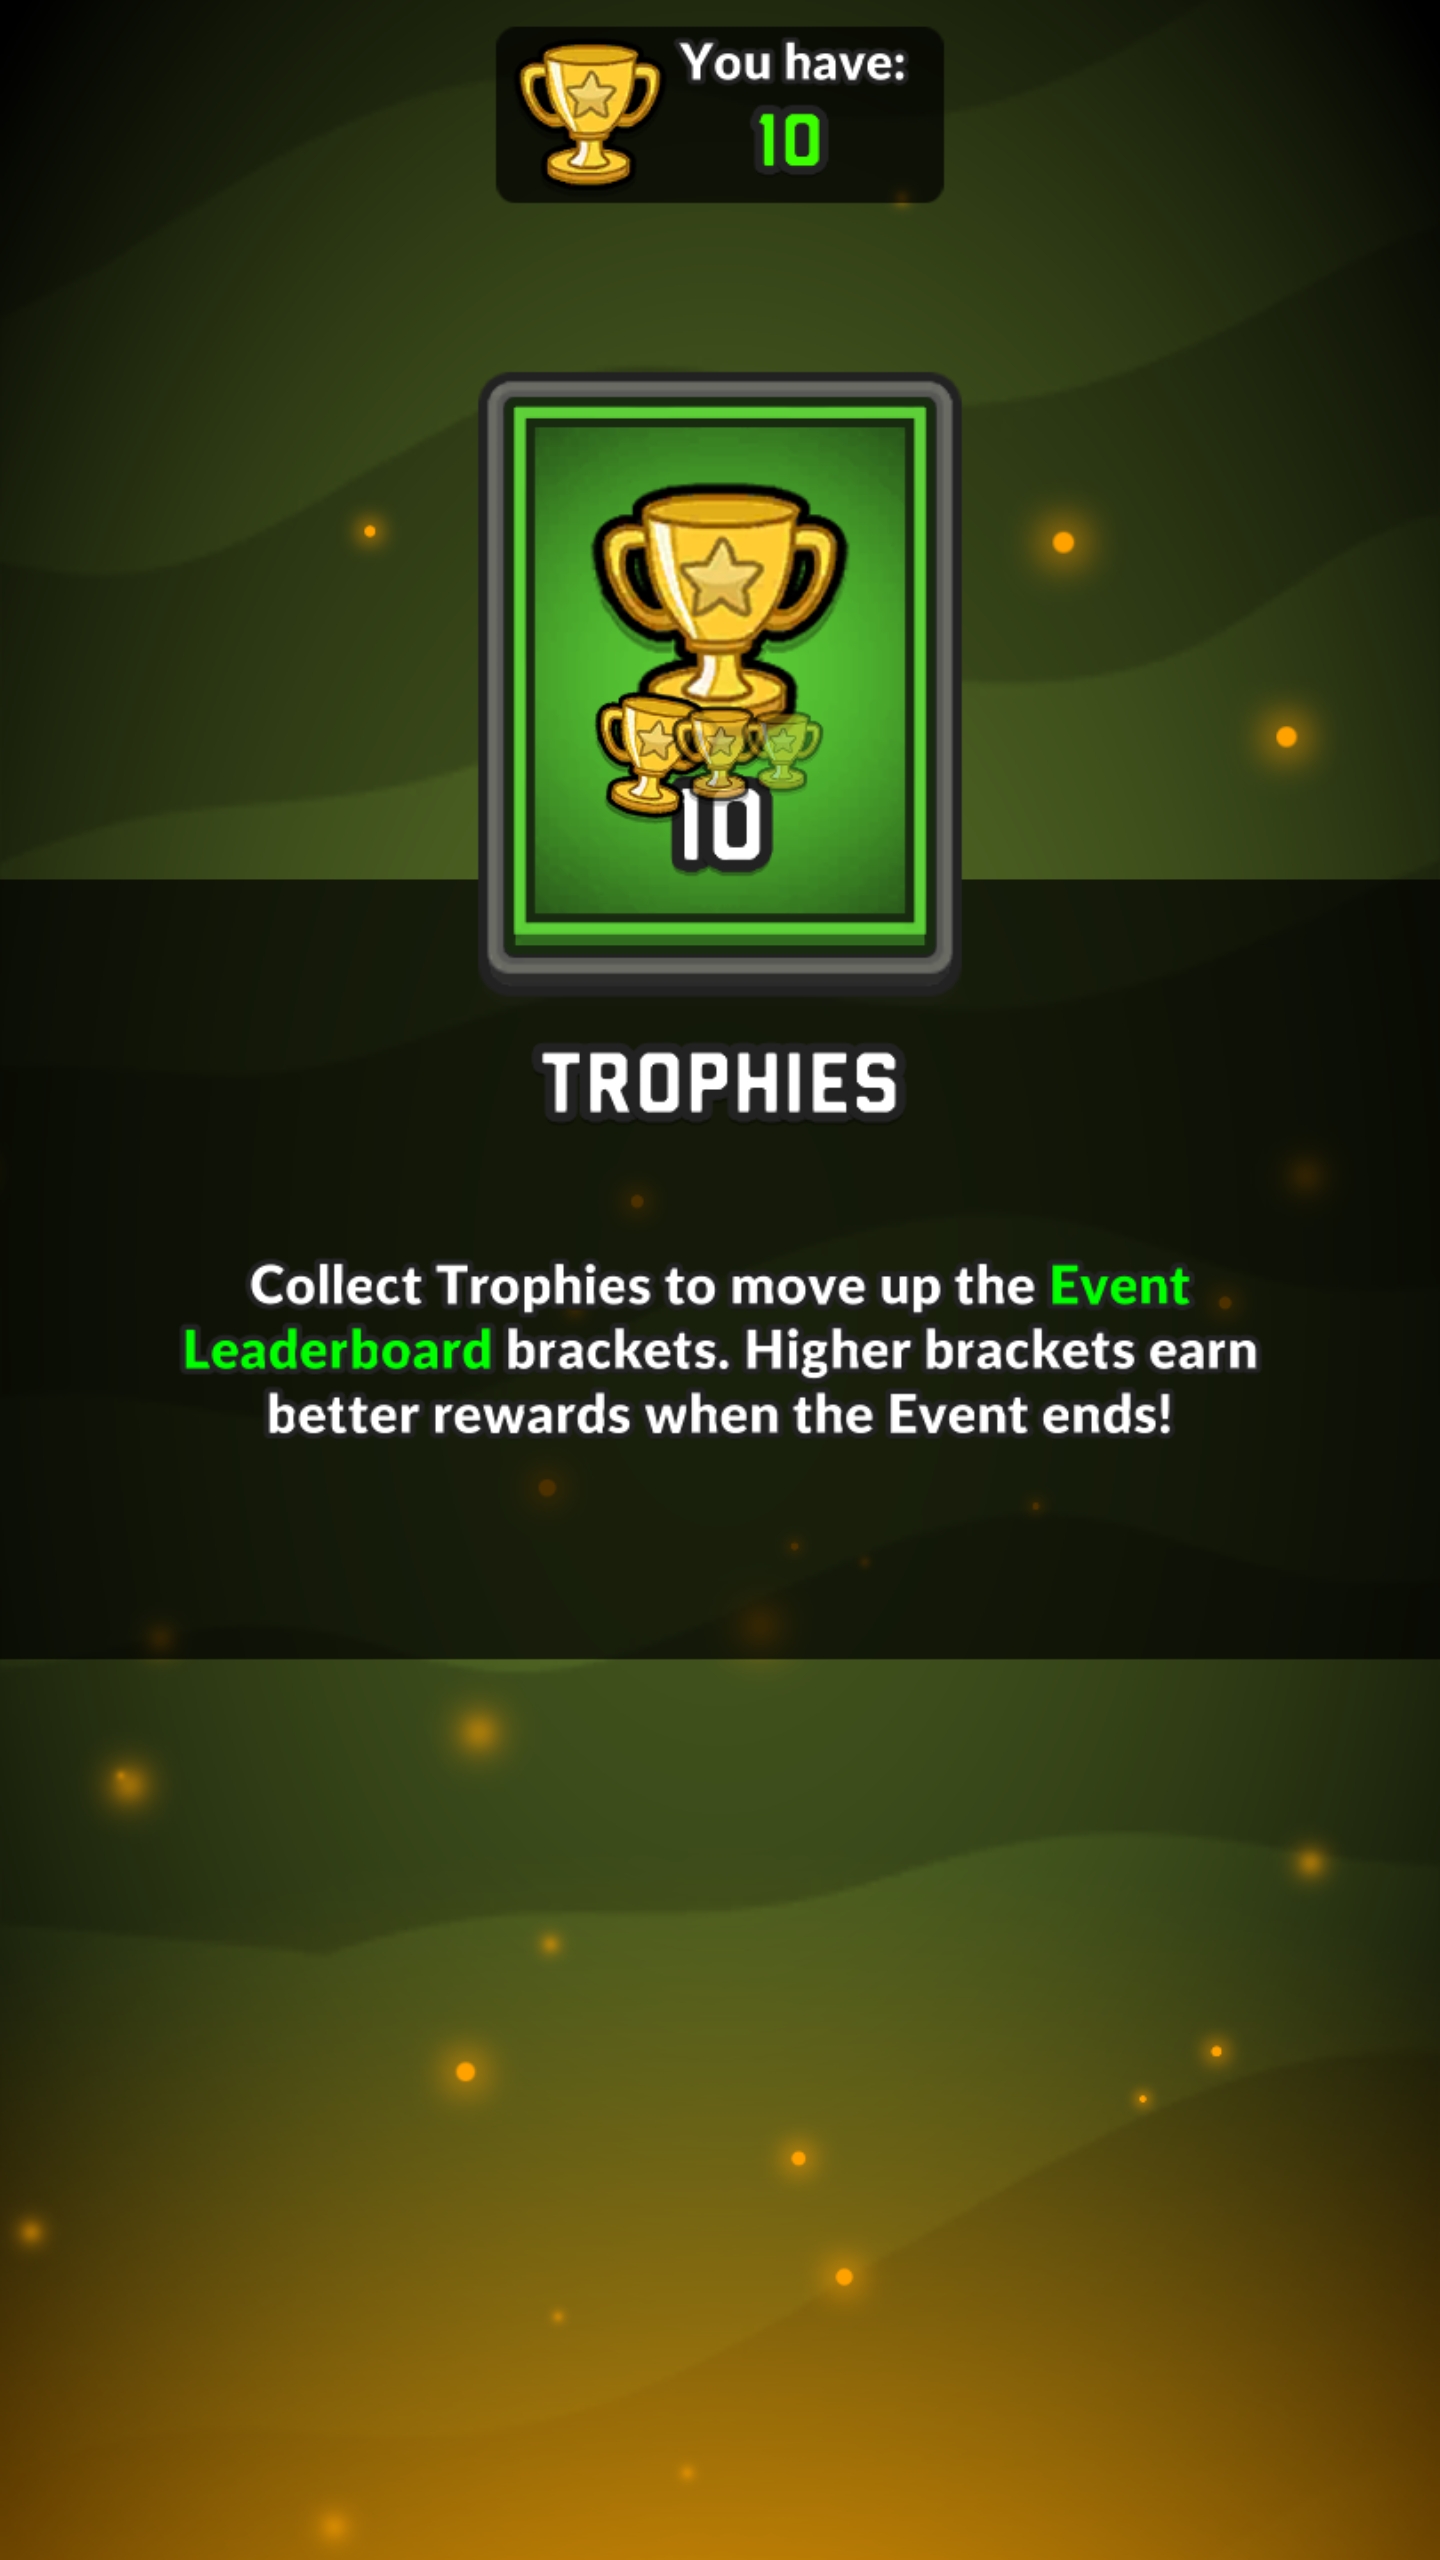 You have:
10
10
TROPHIES
Collect Trophies to move up the Event
Leaderboard brackets. Higher brackets earn
better rewards when the Event ends!